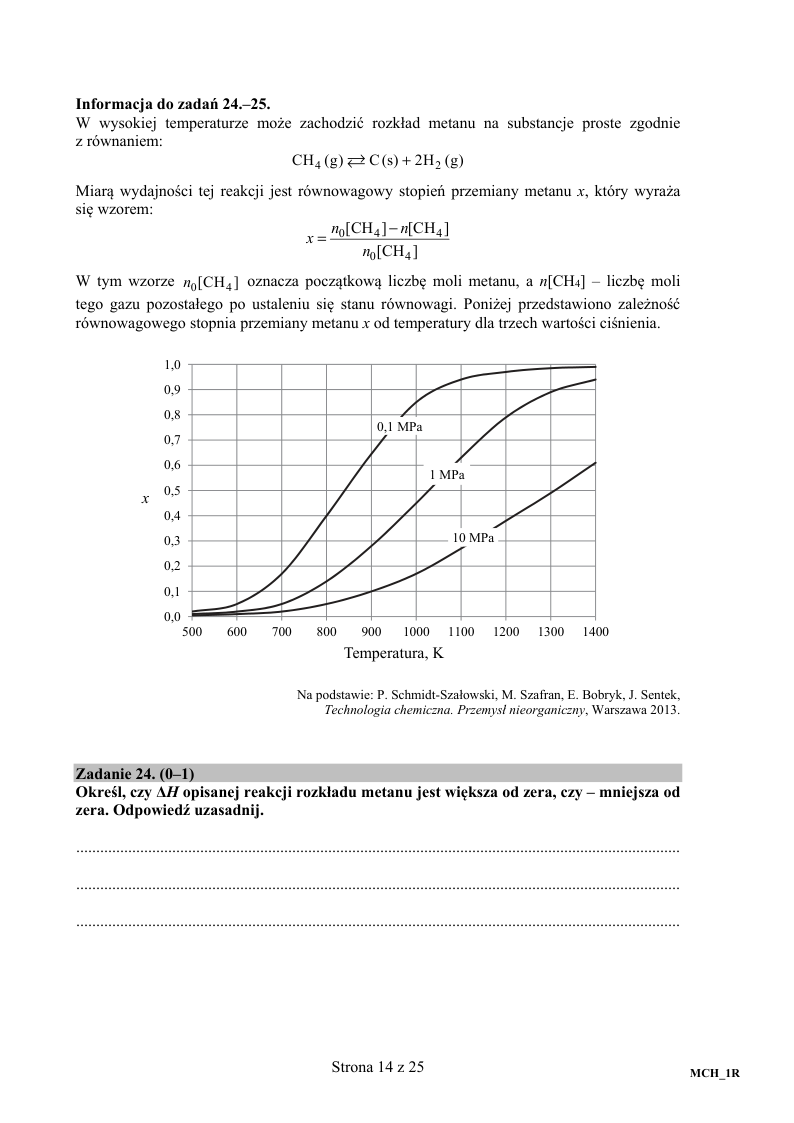 Informacja do zadań 24.–25.
W wysokiej temperaturze może zachodzić rozkład metanu na substancje proste zgodnie
z równaniem:
CH₄ (g) ⇄ C (s) + 2H₂ (g)
Miarą wydajności tej reakcji jest równowagowy stopień przemiany metanu x, który wyraża
się wzorem:
x = (n₀[CH₄] − n[CH₄]) / n₀[CH₄]
W tym wzorze n₀[CH₄] oznacza początkową liczbę moli metanu, a n[CH₄] – liczbę moli
tego gazu pozostałego po ustaleniu się stanu równowagi. Poniżej przedstawiono zależność
równowagowego stopnia przemiany metanu x od temperatury dla trzech wartości ciśnienia.
1,0
0,9
0,8
0,7
0,6
0,5
0,4
0,3
0,2
0,1
0,0
x
0,1 MPa
1 MPa
10 MPa
500 600 700 800 900 1000 1100 1200 1300 1400
Temperatura, K
Na podstawie: P. Schmidt-Szałowski, M. Szafran, E. Bobryk, J. Sentek,
Technologia chemiczna. Przemysł nieorganiczny, Warszawa 2013.
Zadanie 24. (0–1)
Określ, czy ΔH opisanej reakcji rozkładu metanu jest większa od zera, czy – mniejsza od
zera. Odpowiedź uzasadnij.
Strona 14 z 25
MCH_1R